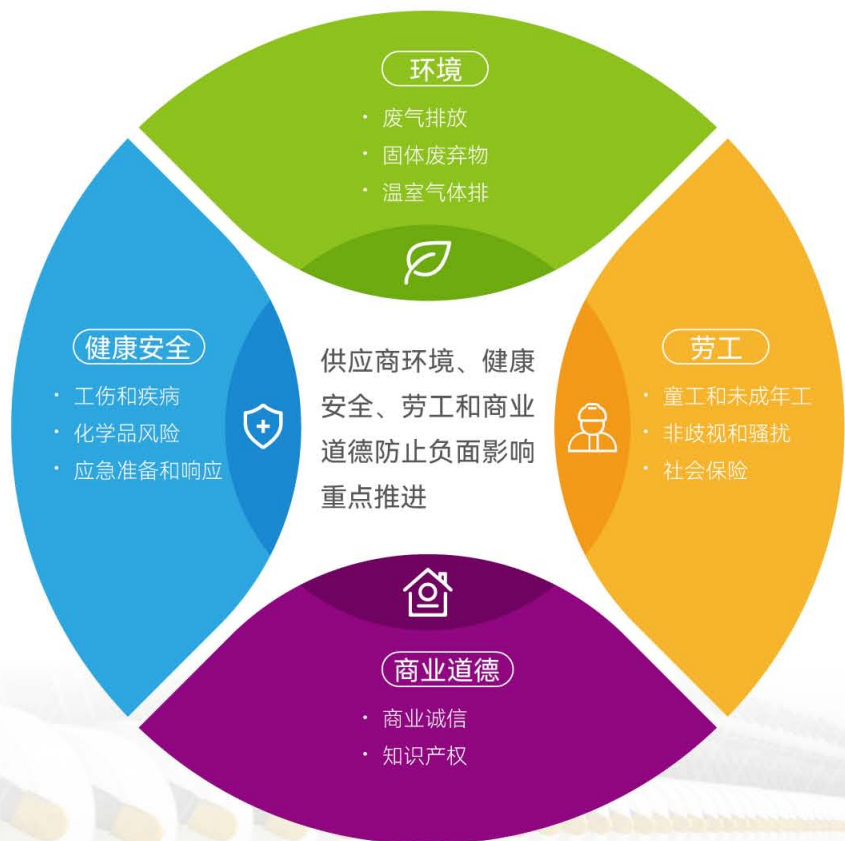 环境
· 废气排放
· 固体废弃物
· 温室气体排
健康安全
· 工伤和疾病
· 化学品风险
· 应急准备和响应
供应商环境、健康
安全、劳工和商业
道德防止负面影响
重点推进
劳工
· 童工和未成年工
· 非歧视和骚扰
· 社会保险
商业道德
· 商业诚信
· 知识产权